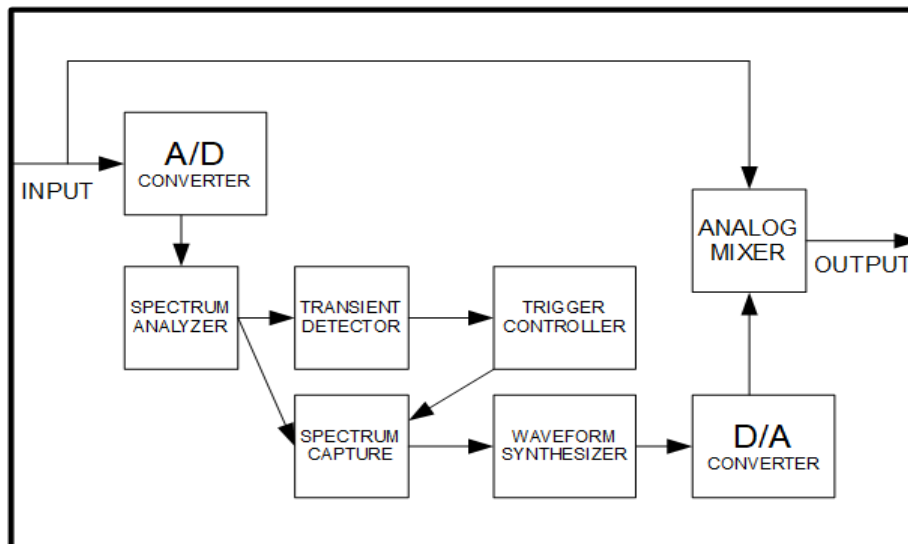 A/D
CONVERTER
INPUT
ANALOG
MIXER
OUTPUT
SPECTRUM
ANALYZER
TRANSIENT
DETECTOR
TRIGGER
CONTROLLER
SPECTRUM
CAPTURE
WAVEFORM
SYNTHESIZER
D/A
CONVERTER